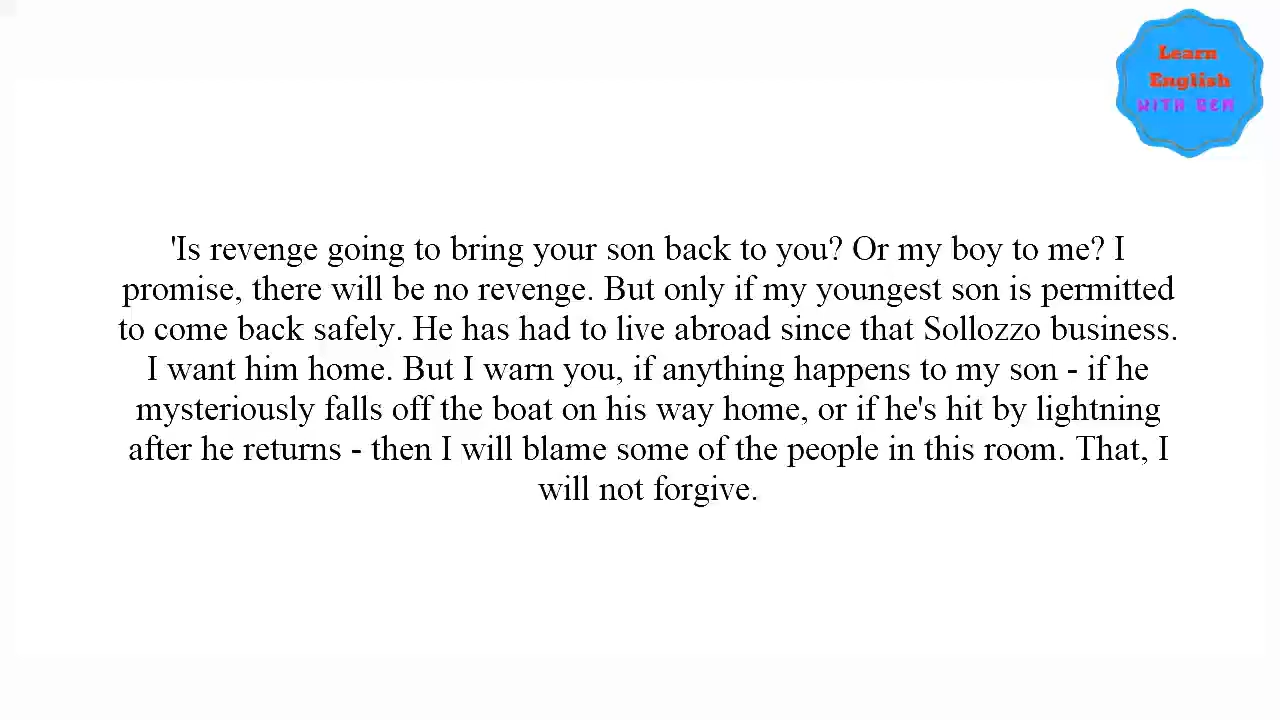 Learn
English
WITH BEN
'Is revenge going to bring your son back to you? Or my boy to me? I
promise, there will be no revenge. But only if my youngest son is permitted
to come back safely. He has had to live abroad since that Sollozzo business.
I want him home. But I warn you, if anything happens to my son - if he
mysteriously falls off the boat on his way home, or if he's hit by lightning
after he returns - then I will blame some of the people in this room. That, I
will not forgive.